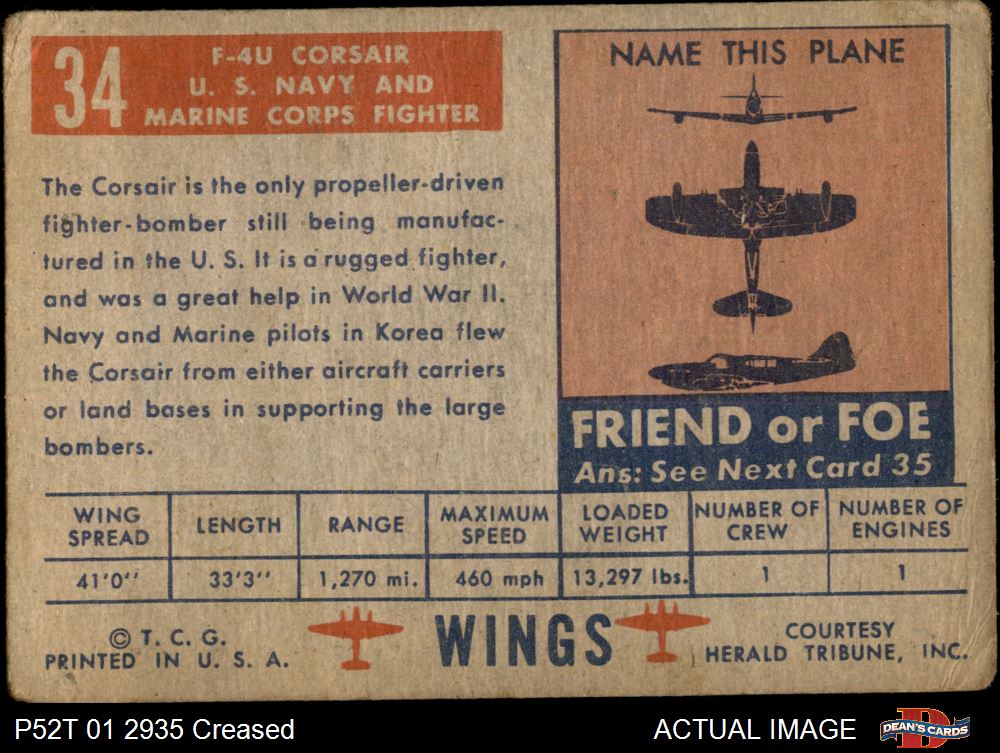 34
F-4U CORSAIR
U. S. NAVY AND
MARINE CORPS FIGHTER
The Corsair is the only propeller-driven
fighter-bomber still being manufac-
tured in the U. S. It is a rugged fighter,
and was a great help in World War II.
Navy and Marine pilots in Korea flew
the Corsair from either aircraft carriers
or land bases in supporting the large
bombers.
NAME THIS PLANE
FRIEND or FOE
Ans: See Next Card 35
WING SPREAD LENGTH RANGE MAXIMUM SPEED LOADED WEIGHT NUMBER OF CREW NUMBER OF ENGINES
41'0'' 33'3'' 1,270 mi. 460 mph 13,297 lbs. 1 1
© T. C. G.
PRINTED IN U. S. A.
WINGS
COURTESY
HERALD TRIBUNE, INC.
P52T 01 2935 Creased
ACTUAL IMAGE
D
DEAN'S CARDS